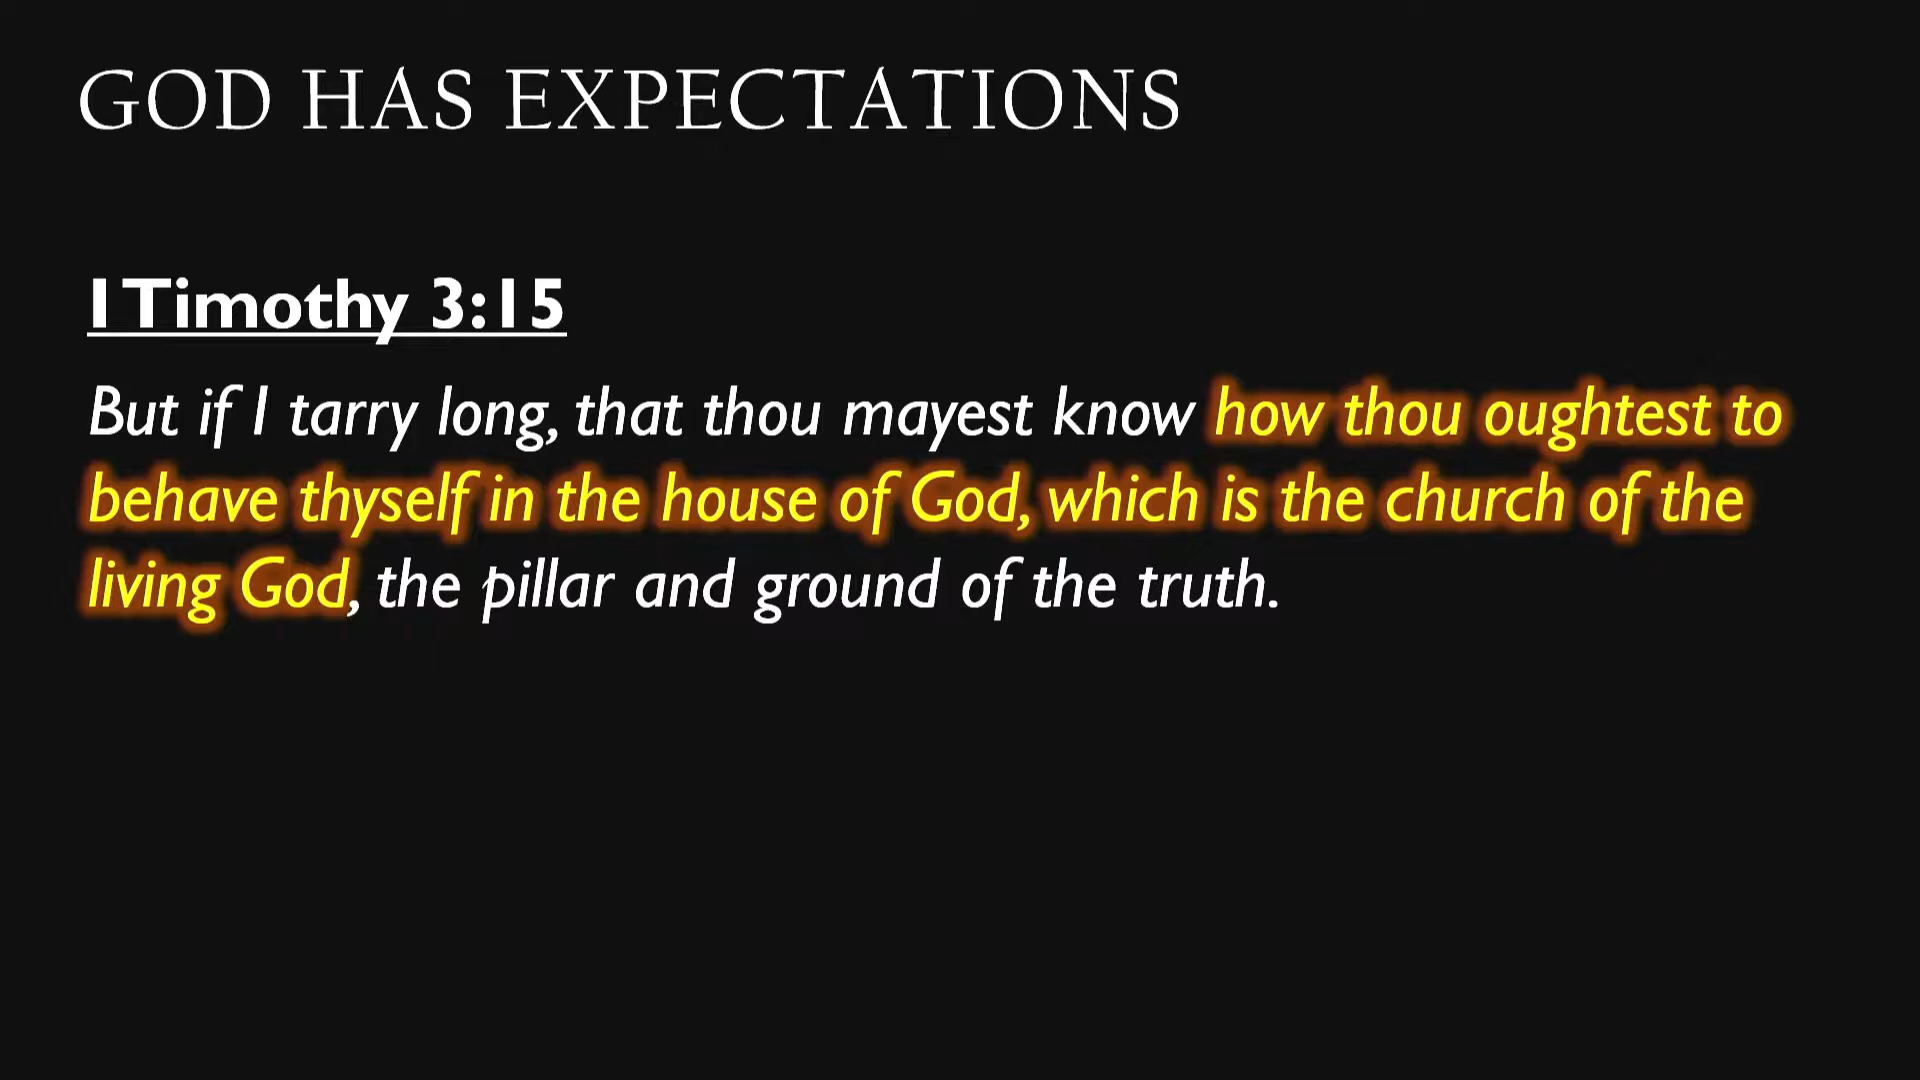 GOD HAS EXPECTATIONS
1 Timothy 3:15
But if I tarry long, that thou mayest know how thou oughtest to
behave thyself in the house of God, which is the church of the
living God, the pillar and ground of the truth.